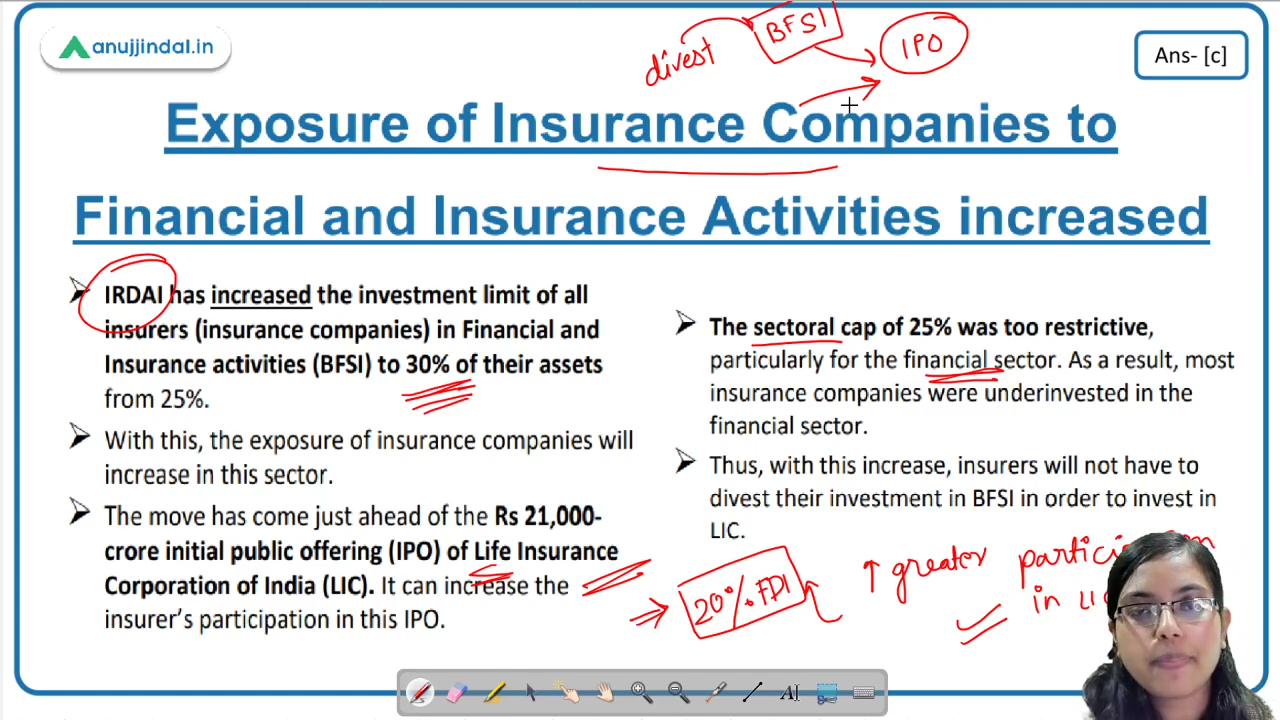 anujjindal.in
divest
BFSI
IPO
Ans- [c]
Exposure of Insurance Companies to
Financial and Insurance Activities increased
IRDAI has increased the investment limit of all
insurers (insurance companies) in Financial and
Insurance activities (BFSI) to 30% of their assets
from 25%.
With this, the exposure of insurance companies will
increase in this sector.
The move has come just ahead of the Rs 21,000-
crore initial public offering (IPO) of Life Insurance
Corporation of India (LIC). It can increase the
insurer's participation in this IPO.
The sectoral cap of 25% was too restrictive,
particularly for the financial sector. As a result, most
insurance companies were underinvested in the
financial sector.
Thus, with this increase, insurers will not have to
divest their investment in BFSI in order to invest in
LIC.
20% FDI
↑ greater
in
AI